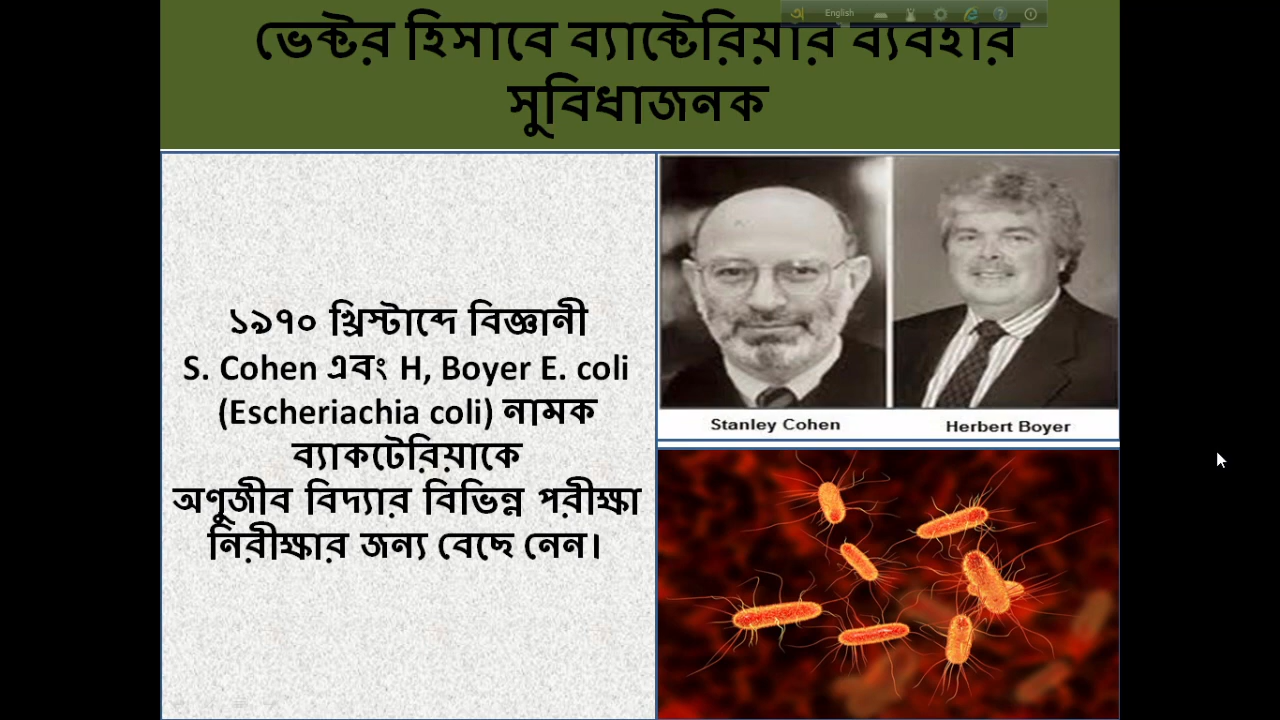 English
ভেক্টর হিসাবে ব্যাক্টেরিয়ার ব্যবহার
সুবিধাজনক
১৯৭০ খ্রিস্টাব্দে বিজ্ঞানী
S. Cohen এবং H, Boyer E. coli
(Escheriachia coli) নামক
ব্যাকটেরিয়াকে
অণুজীব বিদ্যার বিভিন্ন পরীক্ষা
নিরীক্ষার জন্য বেছে নেন।
Stanley Cohen
Herbert Boyer